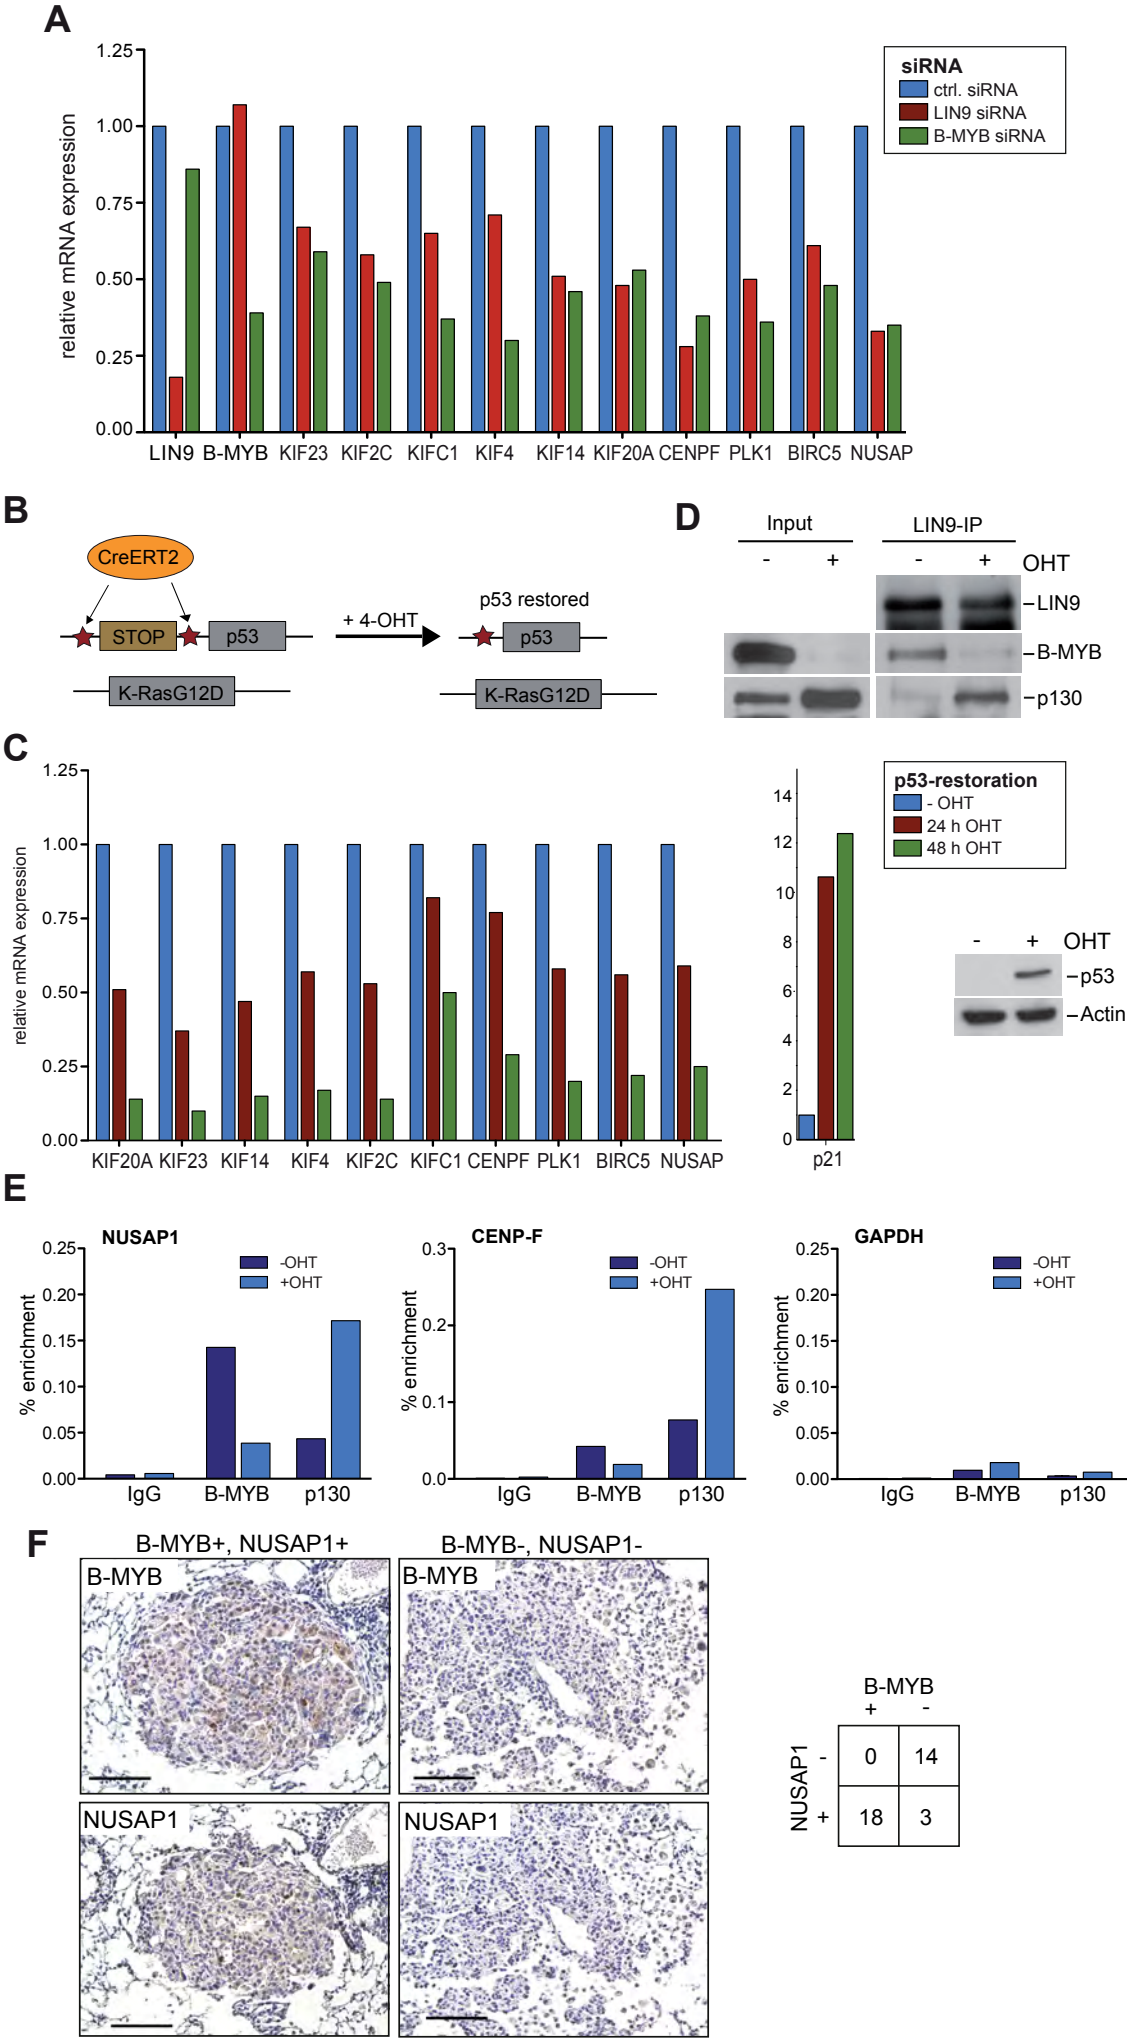 A
1.25
1.00
0.75
0.50
0.25
0.00
relative mRNA expression
siRNA
ctrl. siRNA
LIN9 siRNA
B-MYB siRNA
LIN9 B-MYB KIF23 KIF2C KIFC1 KIF4 KIF14 KIF20A CENPF PLK1 BIRC5 NUSAP
B
CreERT2
STOP
p53
+ 4-OHT
p53 restored
p53
K-RasG12D
K-RasG12D
D
Input
LIN9-IP
- + - + OHT
LIN9
B-MYB
p130
C
1.25
1.00
0.75
0.50
0.25
0.00
relative mRNA expression
KIF20A KIF23 KIF14 KIF4 KIF2C KIFC1 CENPF PLK1 BIRC5 NUSAP
14
12
10
8
6
4
2
0
p21
p53-restoration
- OHT
24 h OHT
48 h OHT
- + OHT
p53
Actin
E
NUSAP1
-OHT
+OHT
0.25
0.20
0.15
0.10
0.05
0.00
% enrichment
IgG B-MYB p130
CENP-F
-OHT
+OHT
0.3
0.2
0.1
0.0
% enrichment
IgG B-MYB p130
GAPDH
-OHT
+OHT
0.25
0.20
0.15
0.10
0.05
0.00
% enrichment
IgG B-MYB p130
F
B-MYB+, NUSAP1+
B-MYB-, NUSAP1-
B-MYB
B-MYB
NUSAP1
NUSAP1
B-MYB
+ -
NUSAP1
- 0 14
+ 18 3